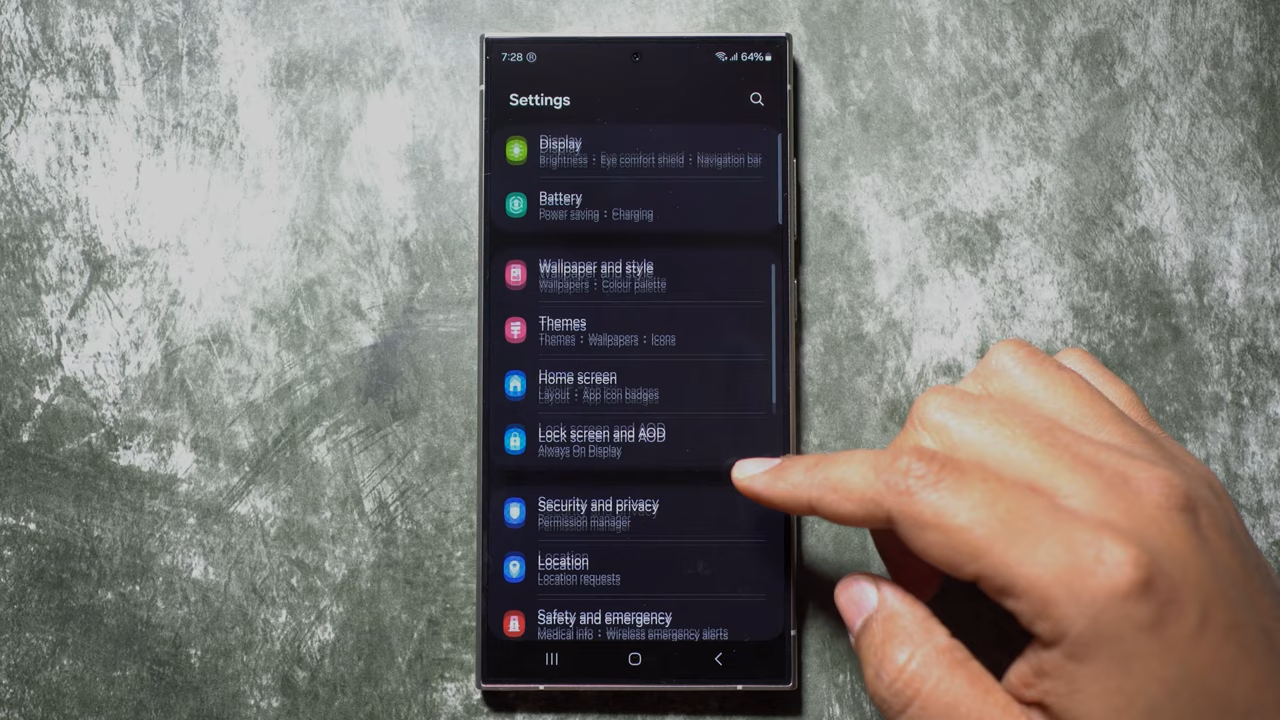 7:28 ® 64%
Settings
Display
Brightness • Eye comfort shield • Navigation bar
Battery
Power saving • Charging
Wallpaper and style
Wallpapers • Colour palette
Themes
Themes • Wallpapers • Icons
Home screen
Layout • App icon badges
Lock screen and AOD
Always On Display
Security and privacy
Permission manager
Location
Location requests
Safety and emergency
Medical info • Wireless emergency alerts